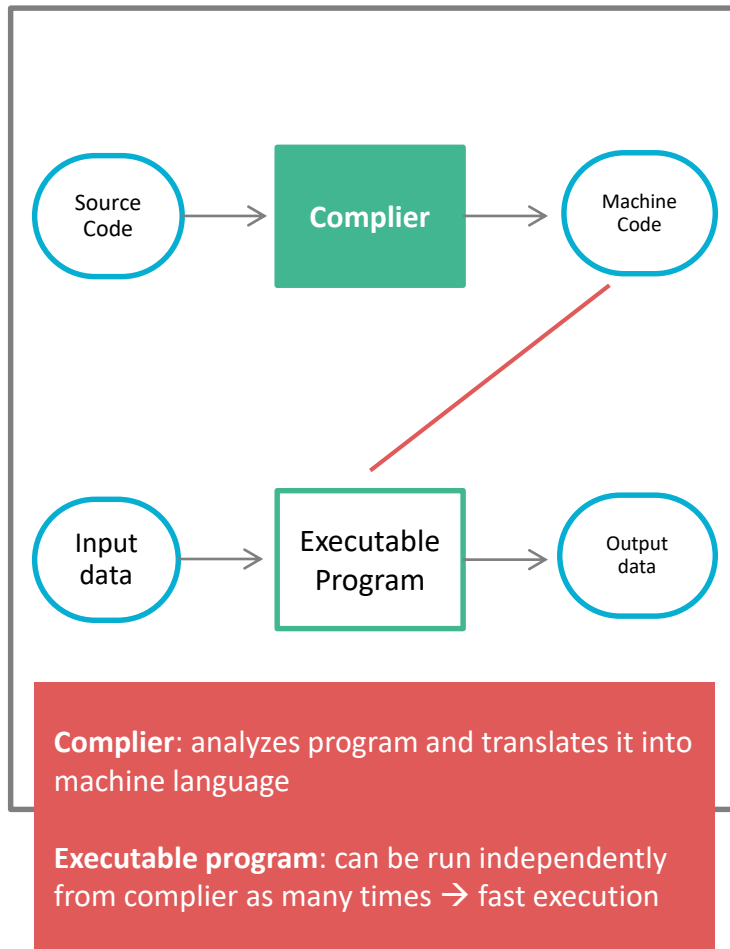 Source
Code
Complier
Machine
Code
Input
data
Executable
Program
Output
data
Complier: analyzes program and translates it into
machine language
Executable program: can be run independently
from complier as many times → fast execution